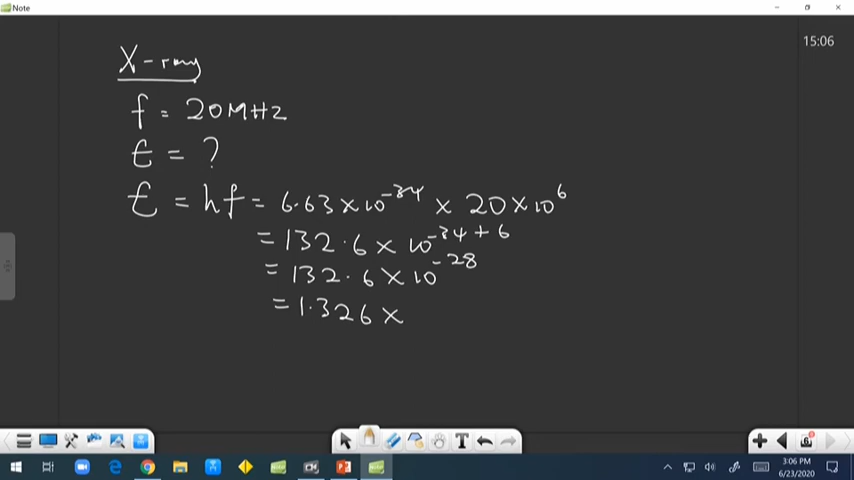 Note
15:06
X-ray
f = 20MHz
E = ?
E = hf = 6.63 × 10⁻³⁴ × 20 × 10⁶
= 132.6 × 10⁻³⁴⁺⁶
= 132.6 × 10⁻²⁸
= 1.326 ×
T
6
3:06 PM
6/23/2020